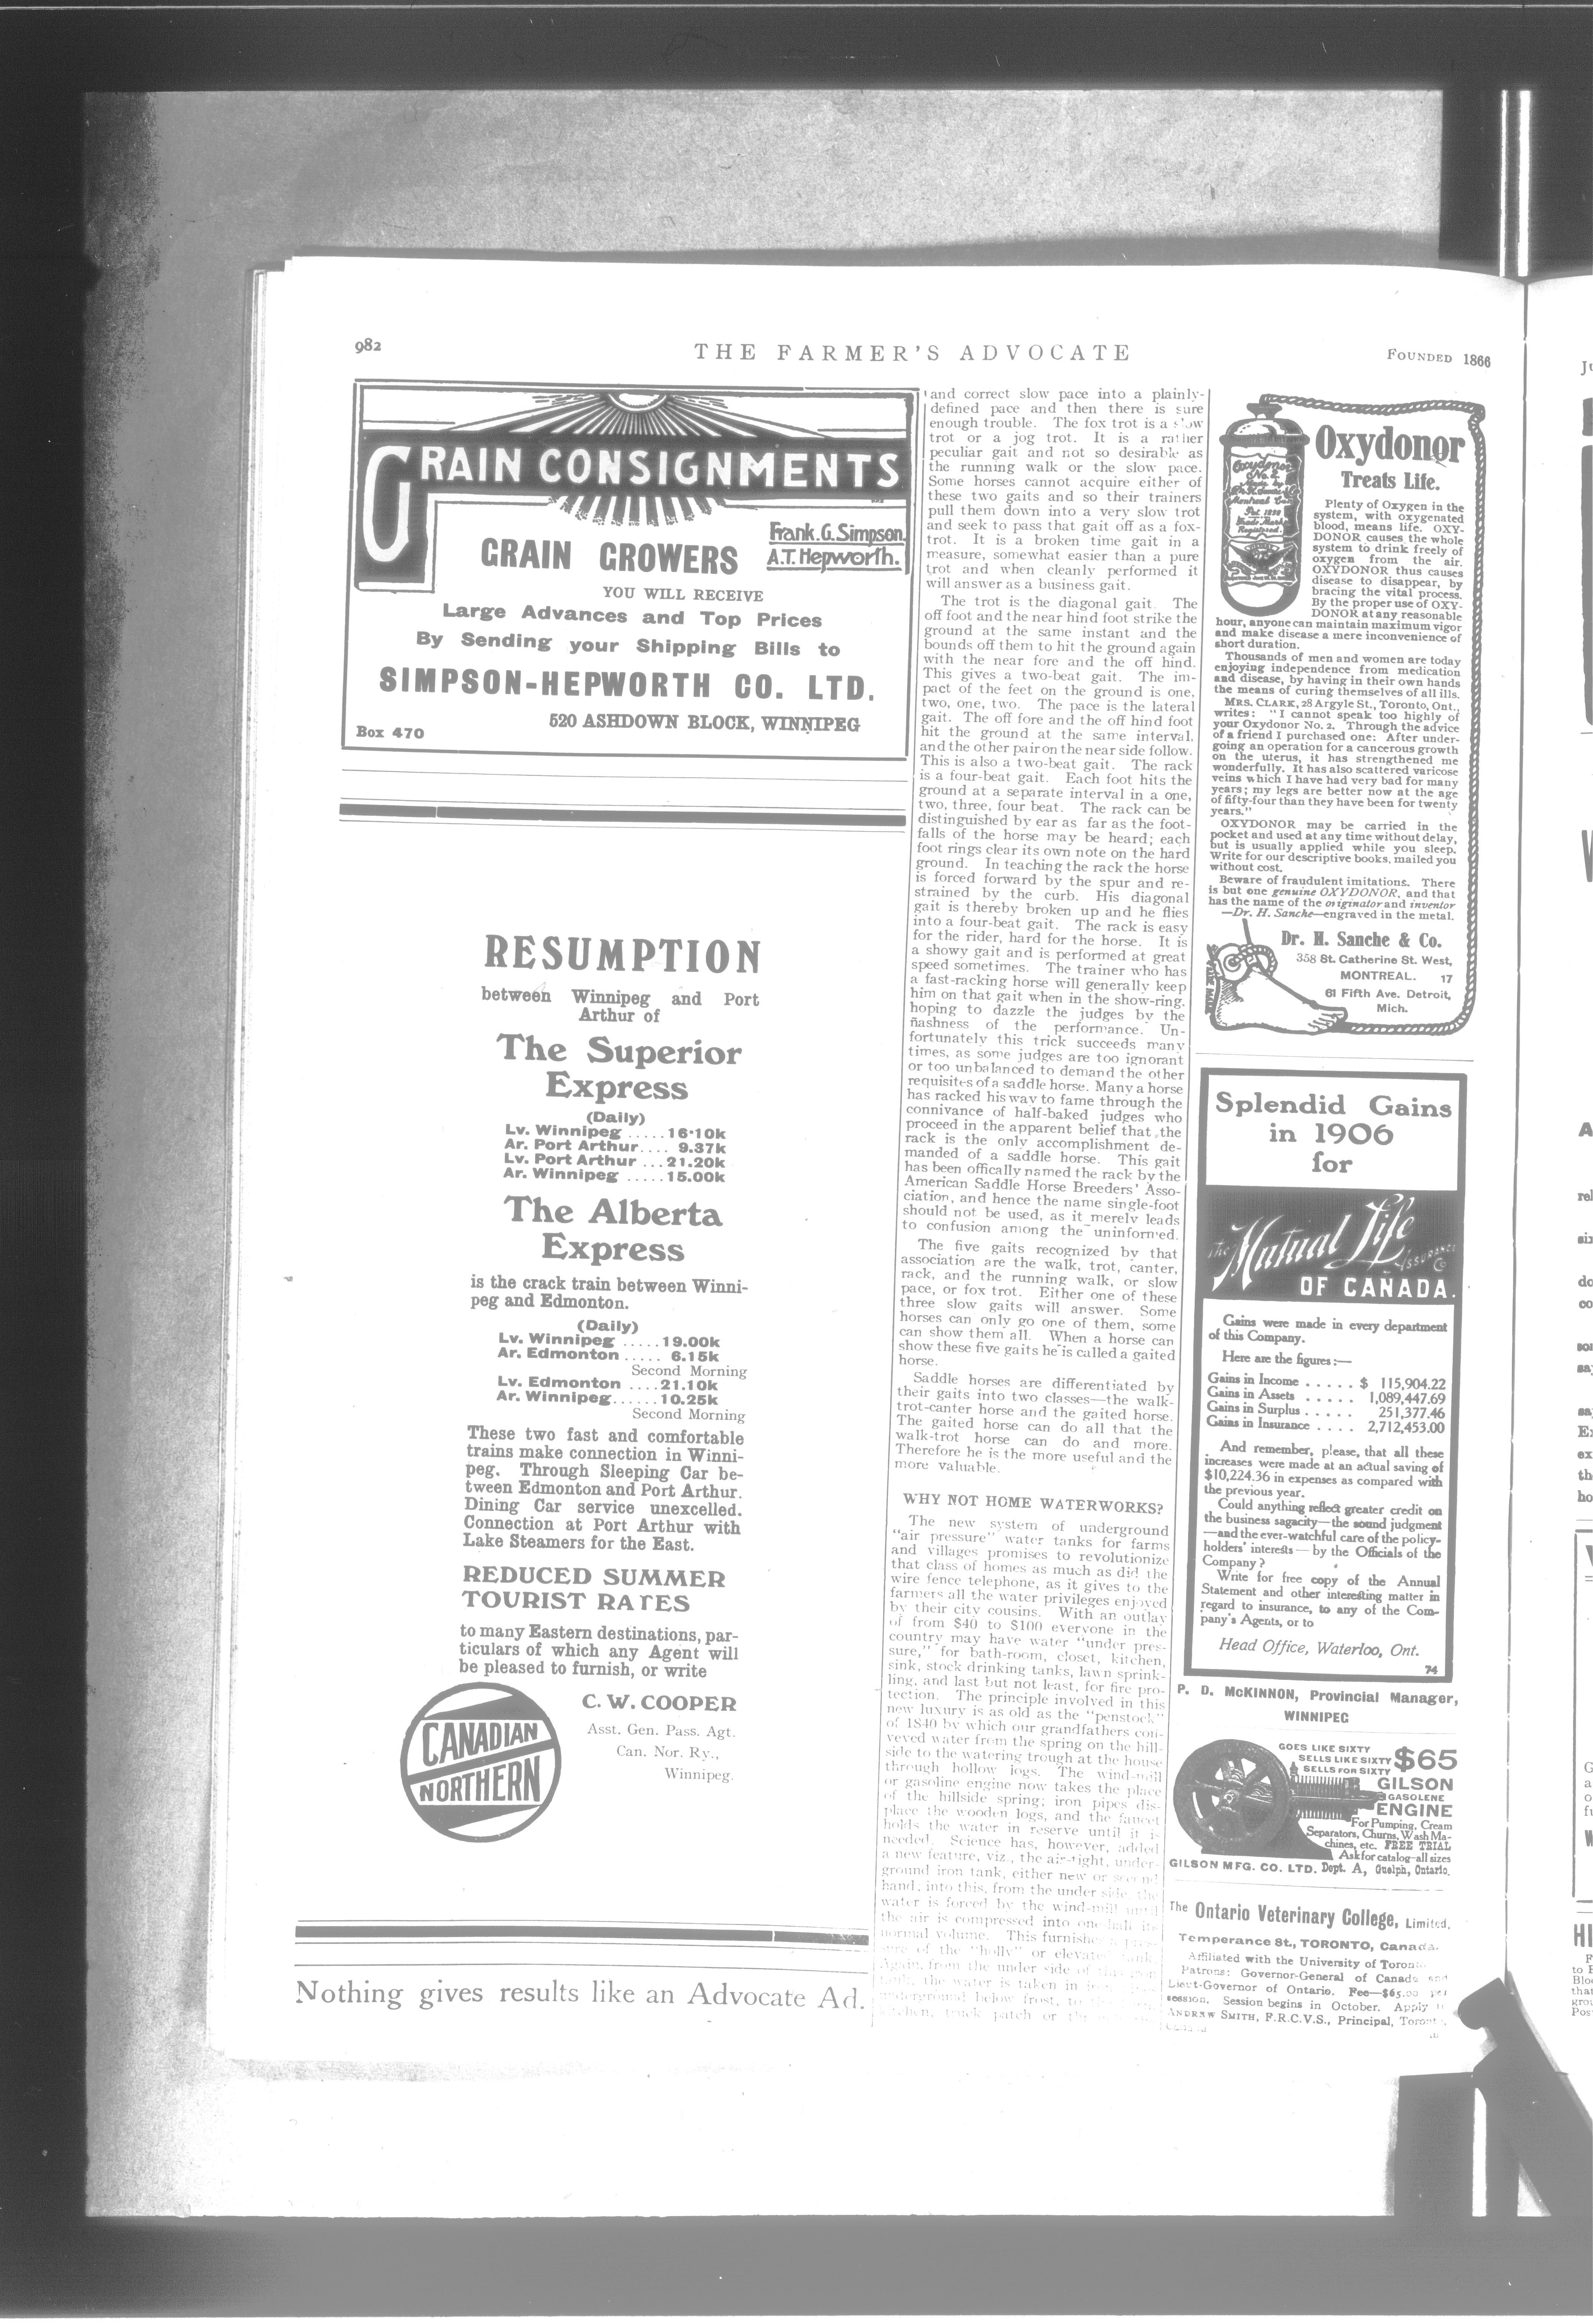 982
THE FARMER'S ADVOCATE
FOUNDED 1866
GRAIN CONSIGNMENTS
Frank. G. Simpson.
A.T. Hepworth.
GRAIN GROWERS
YOU WILL RECEIVE
Large Advances and Top Prices
By Sending your Shipping Bills to
SIMPSON-HEPWORTH CO. LTD.
520 ASHDOWN BLOCK, WINNIPEG
Box 470
RESUMPTION
between Winnipeg and Port
Arthur of
The Superior
Express
(Daily)
Lv. Winnipeg ..... 16·10k
Ar. Port Arthur.... 9.37k
Lv. Port Arthur ... 21.20k
Ar. Winnipeg ..... 15.00k
The Alberta
Express
is the crack train between Winni-
peg and Edmonton.
(Daily)
Lv. Winnipeg ..... 19.00k
Ar. Edmonton ..... 6.15k
Second Morning
Lv. Edmonton .... 21.10k
Ar. Winnipeg...... 10.25k
Second Morning
These two fast and comfortable
trains make connection in Winni-
peg. Through Sleeping Car be-
tween Edmonton and Port Arthur.
Dining Car service unexcelled.
Connection at Port Arthur with
Lake Steamers for the East.
REDUCED SUMMER
TOURIST RATES
to many Eastern destinations, par-
ticulars of which any Agent will
be pleased to furnish, or write
C. W. COOPER
Asst. Gen. Pass. Agt.
Can. Nor. Ry.,
Winnipeg.
CANADIAN
NORTHERN
Nothing gives results like an Advocate Ad.
and correct slow pace into a plainly-
defined pace and then there is sure
enough trouble. The fox trot is a slow
trot or a jog trot. It is a rather
peculiar gait and not so desirable as
the running walk or the slow pace.
Some horses cannot acquire either of
these two gaits and so their trainers
pull them down into a very slow trot
and seek to pass that gait off as a fox-
trot. It is a broken time gait in a
measure, somewhat easier than a pure
trot and when cleanly performed it
will answer as a business gait.
The trot is the diagonal gait. The
off foot and the near hind foot strike the
ground at the same instant and the
bounds off them to hit the ground again
with the near fore and the off hind.
This gives a two-beat gait. The im-
pact of the feet on the ground is one,
two, one, two. The pace is the lateral
gait. The off fore and the off hind foot
hit the ground at the same interval,
and the other pair on the near side follow.
This is also a two-beat gait. The rack
is a four-beat gait. Each foot hits the
ground at a separate interval in a one,
two, three, four beat. The rack can be
distinguished by ear as far as the foot-
falls of the horse may be heard; each
foot rings clear its own note on the hard
ground. In teaching the rack the horse
is forced forward by the spur and re-
strained by the curb. His diagonal
gait is thereby broken up and he flies
into a four-beat gait. The rack is easy
for the rider, hard for the horse. It is
a showy gait and is performed at great
speed sometimes. The trainer who has
a fast-racking horse will generally keep
him on that gait when in the show-ring,
hoping to dazzle the judges by the
flashness of the performance. Un-
fortunately this trick succeeds many
times, as some judges are too ignorant
or too unbalanced to demand the other
requisites of a saddle horse. Many a horse
has racked his way to fame through the
connivance of half-baked judges who
proceed in the apparent belief that the
rack is the only accomplishment de-
manded of a saddle horse. This gait
has been offically named the rack by the
American Saddle Horse Breeders' Asso-
ciation, and hence the name single-foot
should not be used, as it merely leads
to confusion among the uninformed.
The five gaits recognized by that
association are the walk, trot, canter,
rack, and the running walk, or slow
pace, or fox trot. Either one of these
three slow gaits will answer. Some
horses can only go one of them, some
can show them all. When a horse can
show these five gaits he is called a gaited
horse.
Saddle horses are differentiated by
their gaits into two classes—the walk-
trot-canter horse and the gaited horse.
The gaited horse can do all that the
walk-trot horse can do and more.
Therefore he is the more useful and the
more valuable.
WHY NOT HOME WATERWORKS?
The new system of underground
"air pressure" water tanks for farms
and villages promises to revolutionize
that class of homes as much as did the
wire fence telephone, as it gives to the
farmers all the water privileges enjoyed
by their city cousins. With an outlay
of from $40 to $100 everyone in the
country may have water "under pres-
sure," for bath-room, closet, kitchen,
sink, stock drinking tanks, lawn sprink-
ling, and last but not least, for fire pro-
tection. The principle involved in this
new luxury is as old as the "penstock"
of 1840 by which our grandfathers con-
veyed water from the spring on the hill-
side to the watering trough at the house
through hollow logs. The wind-mill
or gasoline engine now takes the place
of the hillside spring; iron pipes dis-
place the wooden logs, and the faucet
holds the water in reserve until it is
needed. Science has, however, added
a new feature, viz., the air-tight, under-
ground iron tank, either new or second
hand; into this, from the under side the
water is forced by the wind-mill until
the air is compressed into one-half its
normal volume. This furnishes
of the "holly" or elevated tank.
Again, from the under side of
the water is taken in
underground below frost, to the
kitchen, truck patch or
Oxydonor
No. 2
Oxydonor
Treats Life.
Plenty of Oxygen in the
system, with oxygenated
blood, means life. OXY-
DONOR causes the whole
system to drink freely of
oxygen from the air.
OXYDONOR thus causes
disease to disappear, by
bracing the vital process.
By the proper use of OXY-
DONOR at any reasonable
hour, anyone can maintain maximum vigor
and make disease a mere inconvenience of
short duration.
Thousands of men and women are today
enjoying independence from medication
and disease, by having in their own hands
the means of curing themselves of all ills.
MRS. CLARK, 28 Argyle St., Toronto, Ont.,
writes: "I cannot speak too highly of
your Oxydonor No. 2. Through the advice
of a friend I purchased one: After under-
going an operation for a cancerous growth
on the uterus, it has strengthened me
wonderfully. It has also scattered varicose
veins which I have had very bad for many
years; my legs are better now at the age
of fifty-four than they have been for twenty
years."
OXYDONOR may be carried in the
pocket and used at any time without delay,
but is usually applied while you sleep.
Write for our descriptive books, mailed you
without cost.
Beware of fraudulent imitations. There
is but one genuine OXYDONOR, and that
has the name of the originator and inventor
—Dr. H. Sanche—engraved in the metal.
Dr. H. Sanche & Co.
358 St. Catherine St. West,
MONTREAL. 17
61 Fifth Ave. Detroit,
Mich.
Splendid Gains
in 1906
for
The Mutual Life
ASSURANCE
Co
OF CANADA.
Gains were made in every department
of this Company.
Here are the figures:—
Gains in Income ..... $ 115,904.22
Gains in Assets ..... 1,089,447.69
Gains in Surplus ..... 251,377.46
Gains in Insurance .... 2,712,453.00
And remember, please, that all these
increases were made at an actual saving of
$10,224.36 in expenses as compared with
the previous year.
Could anything reflect greater credit on
the business sagacity—the sound judgment
—and the ever-watchful care of the policy-
holders' interests — by the Officials of the
Company?
Write for free copy of the Annual
Statement and other interesting matter in
regard to insurance, to any of the Com-
pany's Agents, or to
Head Office, Waterloo, Ont.
74
P. D. McKINNON, Provincial Manager,
WINNIPEG
GOES LIKE SIXTY
SELLS LIKE SIXTY
SELLS FOR SIXTY
$65
GILSON
GASOLENE
ENGINE
For Pumping, Cream
Separators, Churns, Wash Ma-
chines, etc. FREE TRIAL
Ask for catalog—all sizes
GILSON MFG. CO. LTD. Dept. A, Guelph, Ontario.
The Ontario Veterinary College, Limited.
Temperance St., TORONTO, Canada.
Affiliated with the University of Toronto.
Patrons: Governor-General of Canada and
Lieut-Governor of Ontario. Fee—$65.00 per
session. Session begins in October. Apply to
ANDREW SMITH, F.R.C.V.S., Principal, Toronto,
Canada